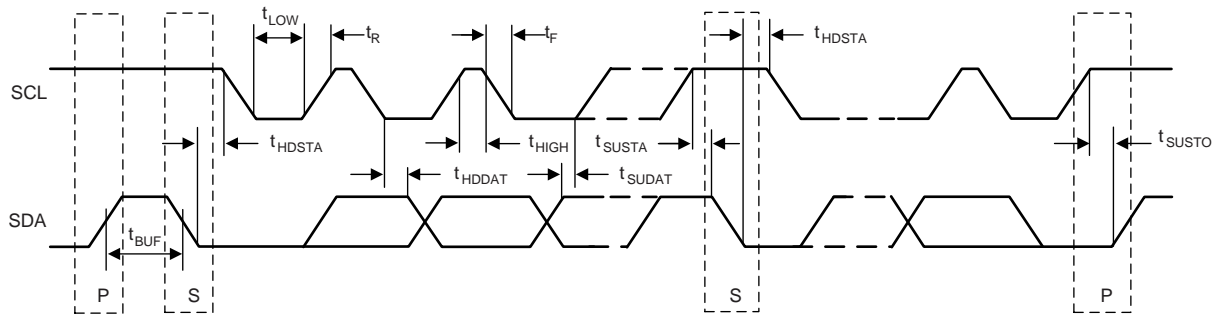 tLOW
tR
tF
tHDSTA
SCL
tHDSTA
tHIGH
tSUSTA
tSUSTO
tHDDAT
tSUDAT
SDA
tBUF
P
S
S
P